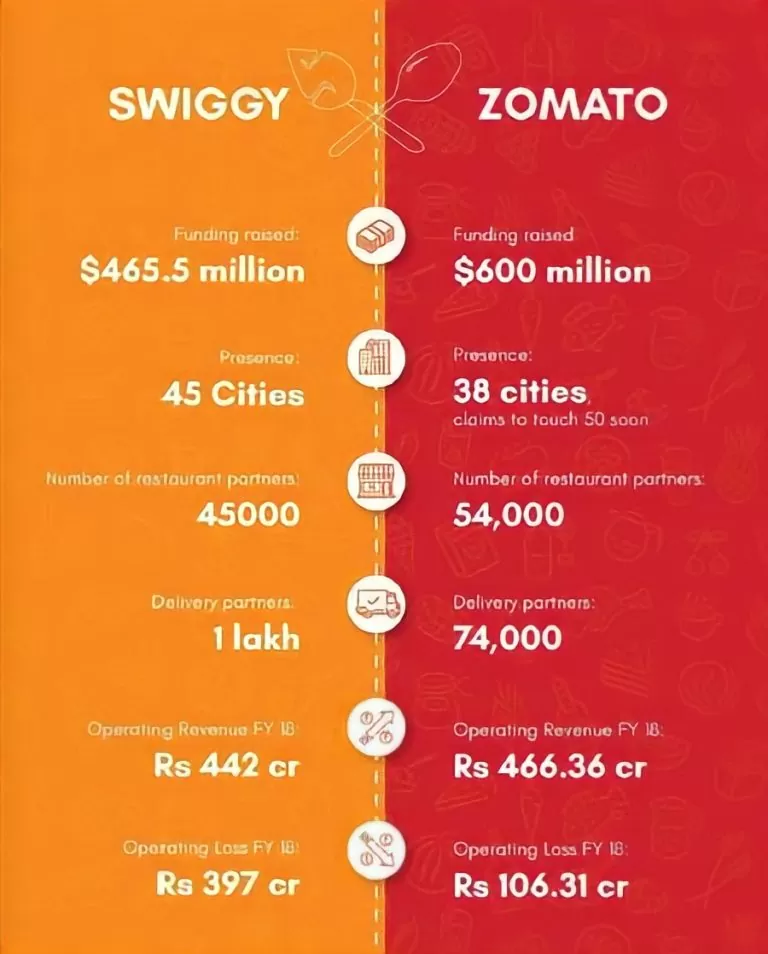 SWIGGY
ZOMATO
Funding raised:
$465.5 million
Funding raised
$600 million
Presence:
45 Cities
Presence:
38 cities,
claims to touch 50 soon
Number of restaurant partners:
45000
Number of restaurant partners:
54,000
Delivery partners:
1 lakh
Delivery partners:
74,000
Operating Revenue FY 18:
Rs 442 cr
Operating Revenue FY 18:
Rs 466.36 cr
Operating Loss FY 18:
Rs 397 cr
Operating Loss FY 18:
Rs 106.31 cr